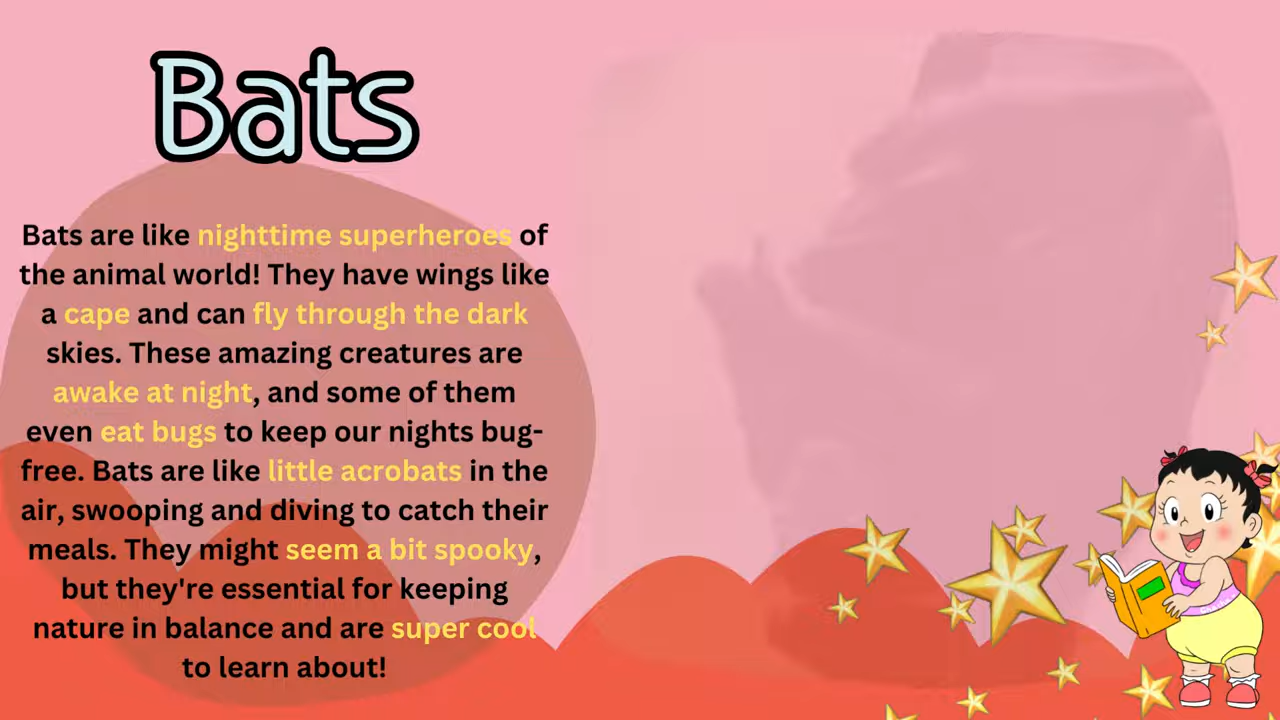 Bats
Bats are like nighttime superheroes of
the animal world! They have wings like
a cape and can fly through the dark
skies. These amazing creatures are
awake at night, and some of them
even eat bugs to keep our nights bug-
free. Bats are like little acrobats in the
air, swooping and diving to catch their
meals. They might seem a bit spooky,
but they're essential for keeping
nature in balance and are super cool
to learn about!